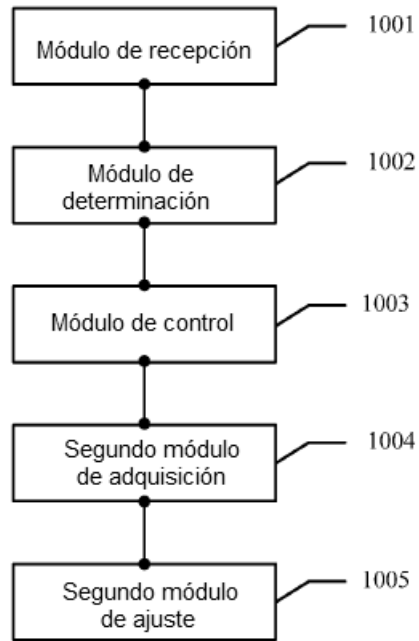 Módulo de recepción
1001
Módulo de
determinación
1002
Módulo de control
1003
Segundo módulo
de adquisición
1004
Segundo módulo
de ajuste
1005